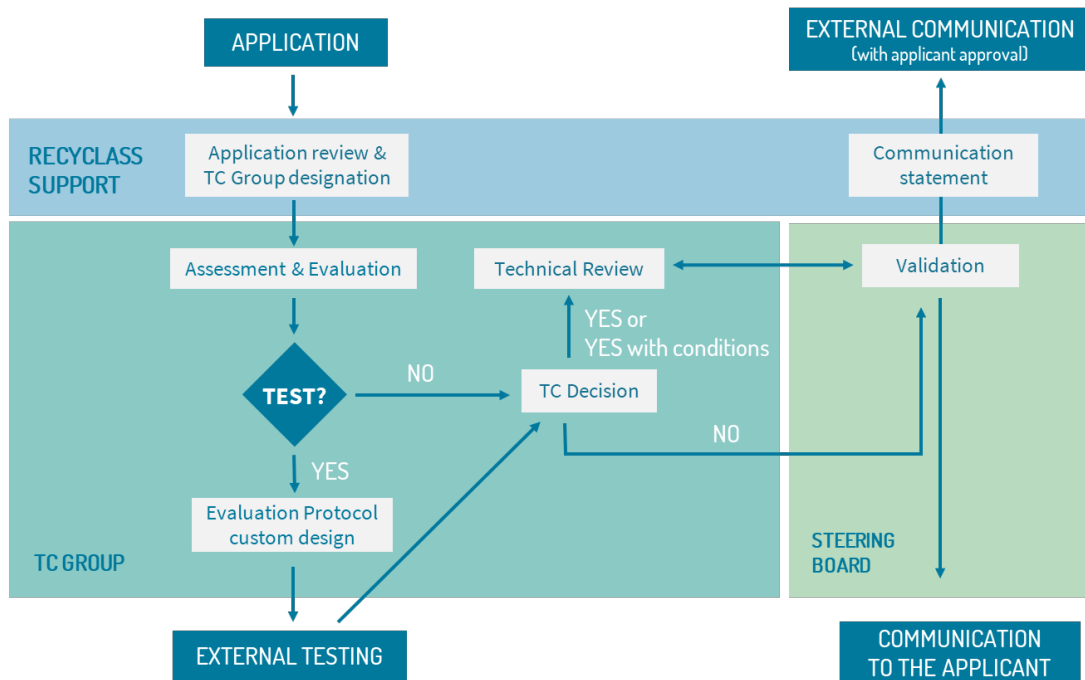 APPLICATION
EXTERNAL COMMUNICATION
(with applicant approval)
RECYCLASS
SUPPORT
Application review &
TC Group designation
Communication
statement
Assessment & Evaluation
Technical Review
Validation
YES or
YES with conditions
TEST?
NO
TC Decision
NO
YES
Evaluation Protocol
custom design
TC GROUP
STEERING
BOARD
EXTERNAL TESTING
COMMUNICATION
TO THE APPLICANT